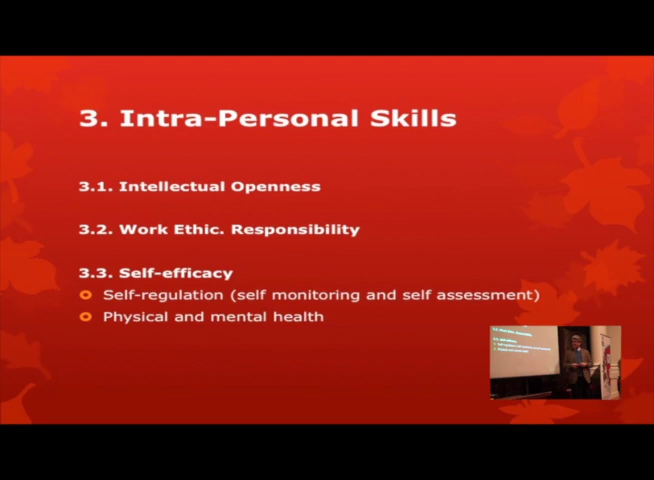 3. Intra-Personal Skills
3.1. Intellectual Openness
3.2. Work Ethic. Responsibility
3.3. Self-efficacy
Self-regulation (self monitoring and self assessment)
Physical and mental health